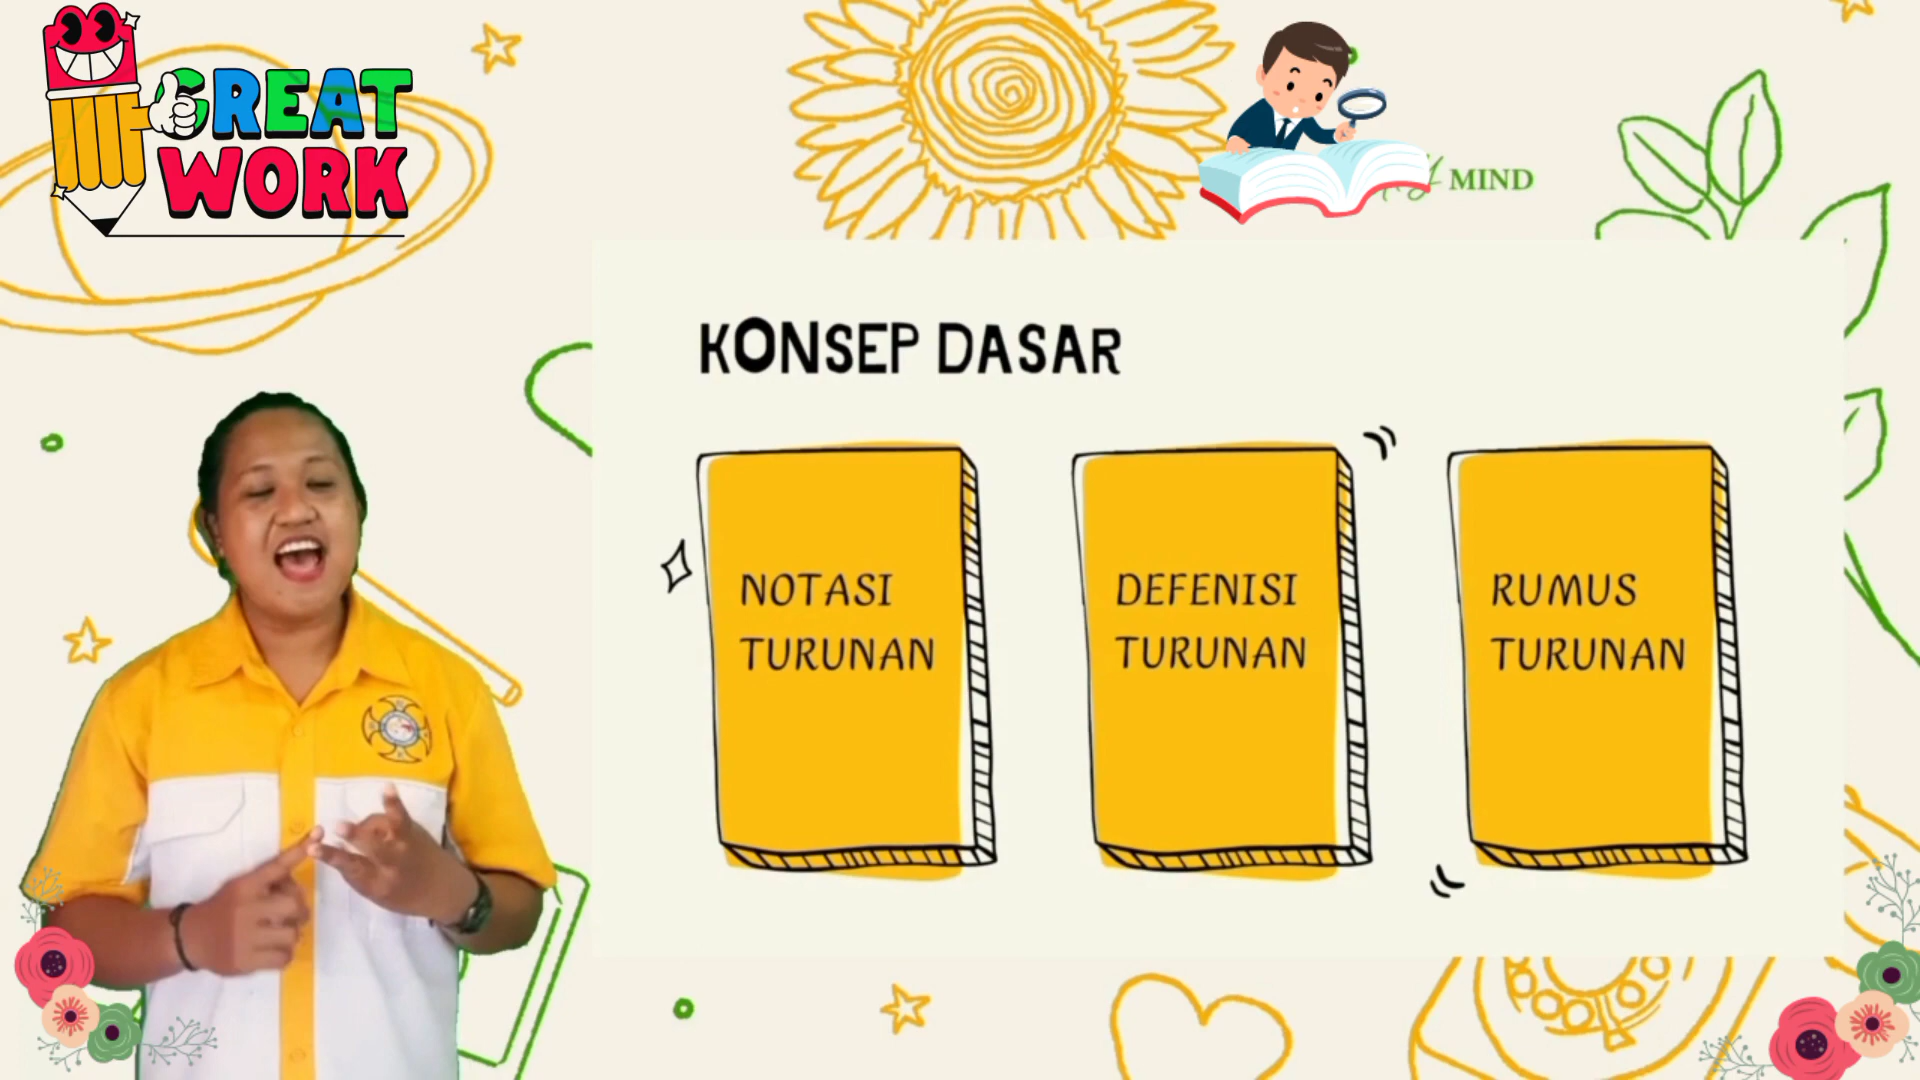 GREAT
WORK
MIND
KONSEP DASAR
NOTASI
TURUNAN
DEFENISI
TURUNAN
RUMUS
TURUNAN